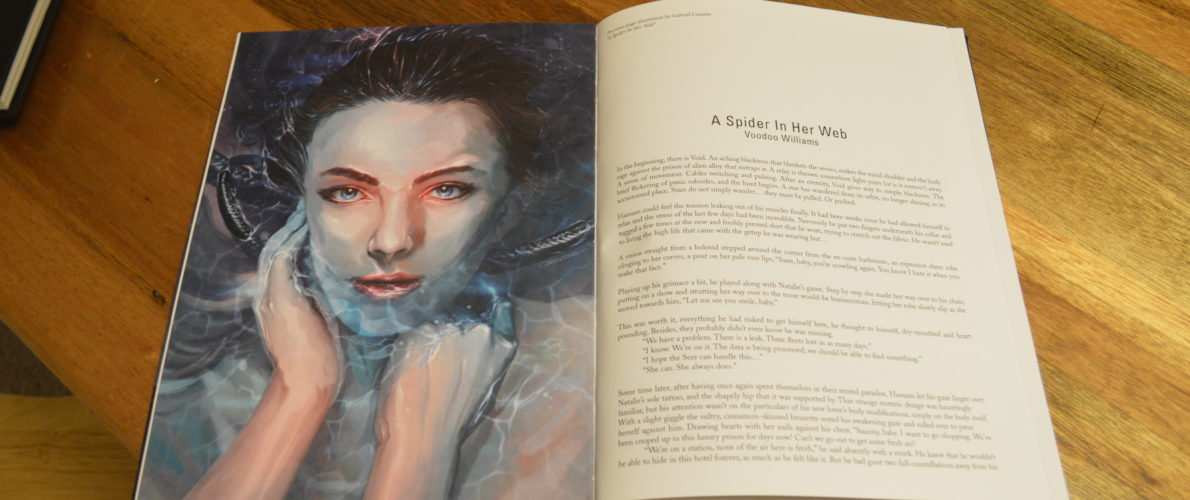 Previous page illustration by Gabriel Cassata
"A Spider in Her Web"
A Spider In Her Web
Voodoo Williams
In the beginning, there is Void. An aching blackness that blankets the senses, makes the mind shudder and the body
rage against the prison of alien alloy that entraps it. A relay is thrown somewhere light-years (or is it meters?) away.
A sense of movement. Cables twitching and pulsing. After an eternity, Void gives way to simple blackness. The
brief flickering of panic subsides, and the hunt begins. A star has wandered from its orbit, no longer shining in its
accustomed place. Stars do not simply wander…they must be pulled. Or pushed.
Hassaan could feel the tension leaking out of his muscles finally. It had been weeks since he had allowed himself to
relax and the stress of the last few days had been incredible. Nervously he put two fingers underneath his collar and
tugged a few times at the new and freshly pressed shirt that he wore, trying to stretch out the fabric. He wasn't used
to living the high life that came with the getup he was wearing but…
A vision straight from a holovid stepped around the corner from the en-suite bathroom, an expensive sheer robe
clinging to her curves, a pout on her pale rose lips, "Saan, baby, you're scowling again. You know I hate it when you
make that face."
Playing up his grimace a bit, he played along with Natalie's game. Step by step she made her way over to his chair,
putting on a show and strutting her way over to the tense would-be businessman, letting her robe slowly slip as she
moved towards him, "Let me see you smile, baby."
This was worth it, everything he had risked to get himself here, he thought to himself, dry-mouthed and heart
pounding. Besides, they probably didn't even know he was missing.
"We have a problem. There is a leak. Three fleets lost in as many days."
"I know. We're on it. The data is being processed, we should be able to find something."
"I hope the Seer can handle this…"
"She can. She always does."
Some time later, after having once again spent themselves in their rented paradise, Hassaan let his gaze linger over
Natalie's sole tattoo, and the shapely hip that it was supported by. That strange esoteric design was hauntingly
familiar, but his attention wasn't on the particulars of his new lover's body modifications, simply on the body itself.
With a slight giggle the sultry, cinnamon-skinned brunette noted his awakening gaze and rolled over to press
herself against him. Drawing hearts with her nails against his chest, "Saaany, baby. I want to go shopping. We've
been cooped up in this luxury prison for days now! Can't we go out to get some fresh air?
"We're on a station, none of the air here is fresh," he said absently with a smirk. He knew that he wouldn't
be able to hide in this hotel forever, as much as he felt like it. But he had gone two full constellations away from his